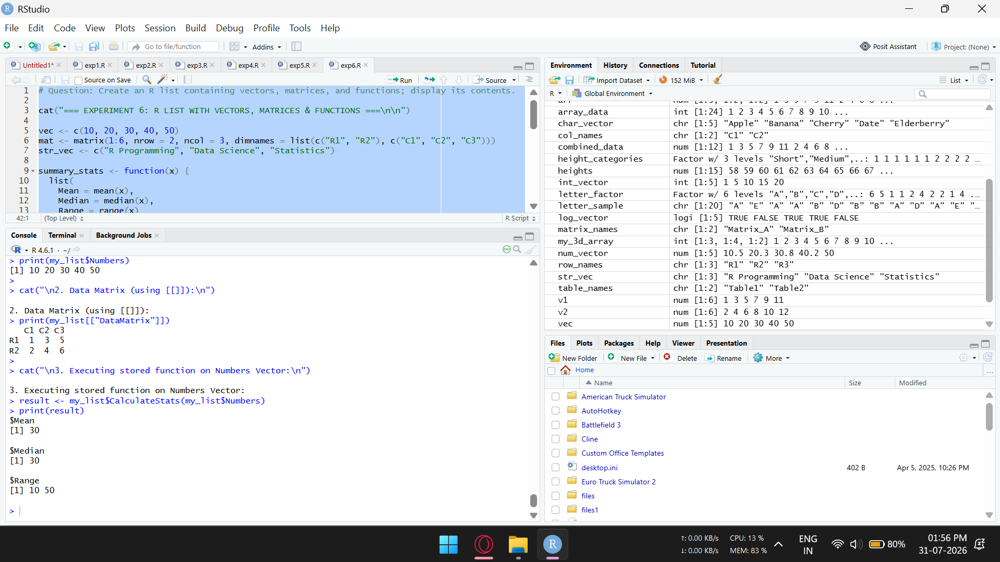 RStudio
File Edit Code View Plots Session Build Debug Profile Tools Help
Go to file/function Addins Posit Assistant Project: (None)
Untitled1* exp1.R exp2.R exp3.R exp4.R exp5.R exp6.R
Source on Save Run Source
1 # Question: Create an R list containing vectors, matrices, and functions; display its contents.
2
3 cat("=== EXPERIMENT 6: R LIST WITH VECTORS, MATRICES & FUNCTIONS ===\n\n")
4
5 vec <- c(10, 20, 30, 40, 50)
6 mat <- matrix(1:6, nrow = 2, ncol = 3, dimnames = list(c("R1", "R2"), c("C1", "C2", "C3")))
7 str_vec <- c("R Programming", "Data Science", "Statistics")
8
9 summary_stats <- function(x) {
10 list(
11 Mean = mean(x),
12 Median = median(x),
13 Range = range(x)
42:1 (Top Level) R Script
Console Terminal Background Jobs
R 4.6.1 · ~/
> print(my_list$Numbers)
[1] 10 20 30 40 50
>
> cat("\n2. Data Matrix (using [[]]):\n")
2. Data Matrix (using [[]]):
> print(my_list[["DataMatrix"]])
C1 C2 C3
R1 1 3 5
R2 2 4 6
>
> cat("\n3. Executing stored function on Numbers Vector:\n")
3. Executing stored function on Numbers Vector:
> result <- my_list$CalculateStats(my_list$Numbers)
> print(result)
$Mean
[1] 30
$Median
[1] 30
$Range
[1] 10 50
>
Environment History Connections Tutorial
Import Dataset 152 MiB List
R Global Environment
array_data int [1:24] 1 2 3 4 5 6 7 8 9 10 ...
char_vector chr [1:5] "Apple" "Banana" "Cherry" "Date" "Elderberry"
col_names chr [1:2] "C1" "C2"
combined_data num [1:12] 1 3 5 7 9 11 2 4 6 8 ...
height_categories Factor w/ 3 levels "Short","Medium",..: 1 1 1 1 1 1 2 2 2 2 …
heights num [1:15] 58 59 60 61 62 63 64 65 66 67 ...
int_vector int [1:5] 1 5 10 15 20
letter_factor Factor w/ 6 levels "A","B","C","D",..: 6 5 1 1 2 4 2 2 1 4 .…
letter_sample chr [1:20] "A" "E" "A" "A" "B" "D" "B" "B" "A" "D" "A" "E" "…
log_vector logi [1:5] TRUE FALSE TRUE TRUE FALSE
matrix_names chr [1:2] "Matrix_A" "Matrix_B"
my_3d_array int [1:3, 1:4, 1:2] 1 2 3 4 5 6 7 8 9 10 ...
num_vector num [1:5] 10.5 20.3 30.8 40.2 50
row_names chr [1:3] "R1" "R2" "R3"
str_vec chr [1:3] "R Programming" "Data Science" "Statistics"
table_names chr [1:2] "Table1" "Table2"
v1 num [1:6] 1 3 5 7 9 11
v2 num [1:6] 2 4 6 8 10 12
vec num [1:5] 10 20 30 40 50
Files Plots Packages Help Viewer Presentation
New Folder New File Delete Rename More
Home ...
Name Size Modified
American Truck Simulator
AutoHotkey
Battlefield 3
Cline
Custom Office Templates
desktop.ini 402 B Apr 5, 2025, 10:26 PM
Euro Truck Simulator 2
files
files1
↑: 0.00 KB/s CPU: 13 %
↓: 0.00 KB/s MEM: 83 %
ENG
IN
80%
01:56 PM
31-07-2026